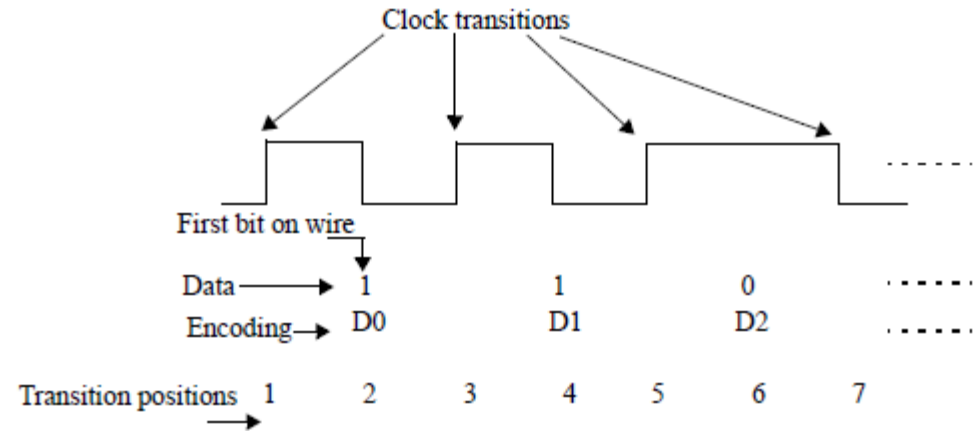 Clock transitions
First bit on wire
Data 1 1 0
Encoding D0 D1 D2
Transition positions 1 2 3 4 5 6 7